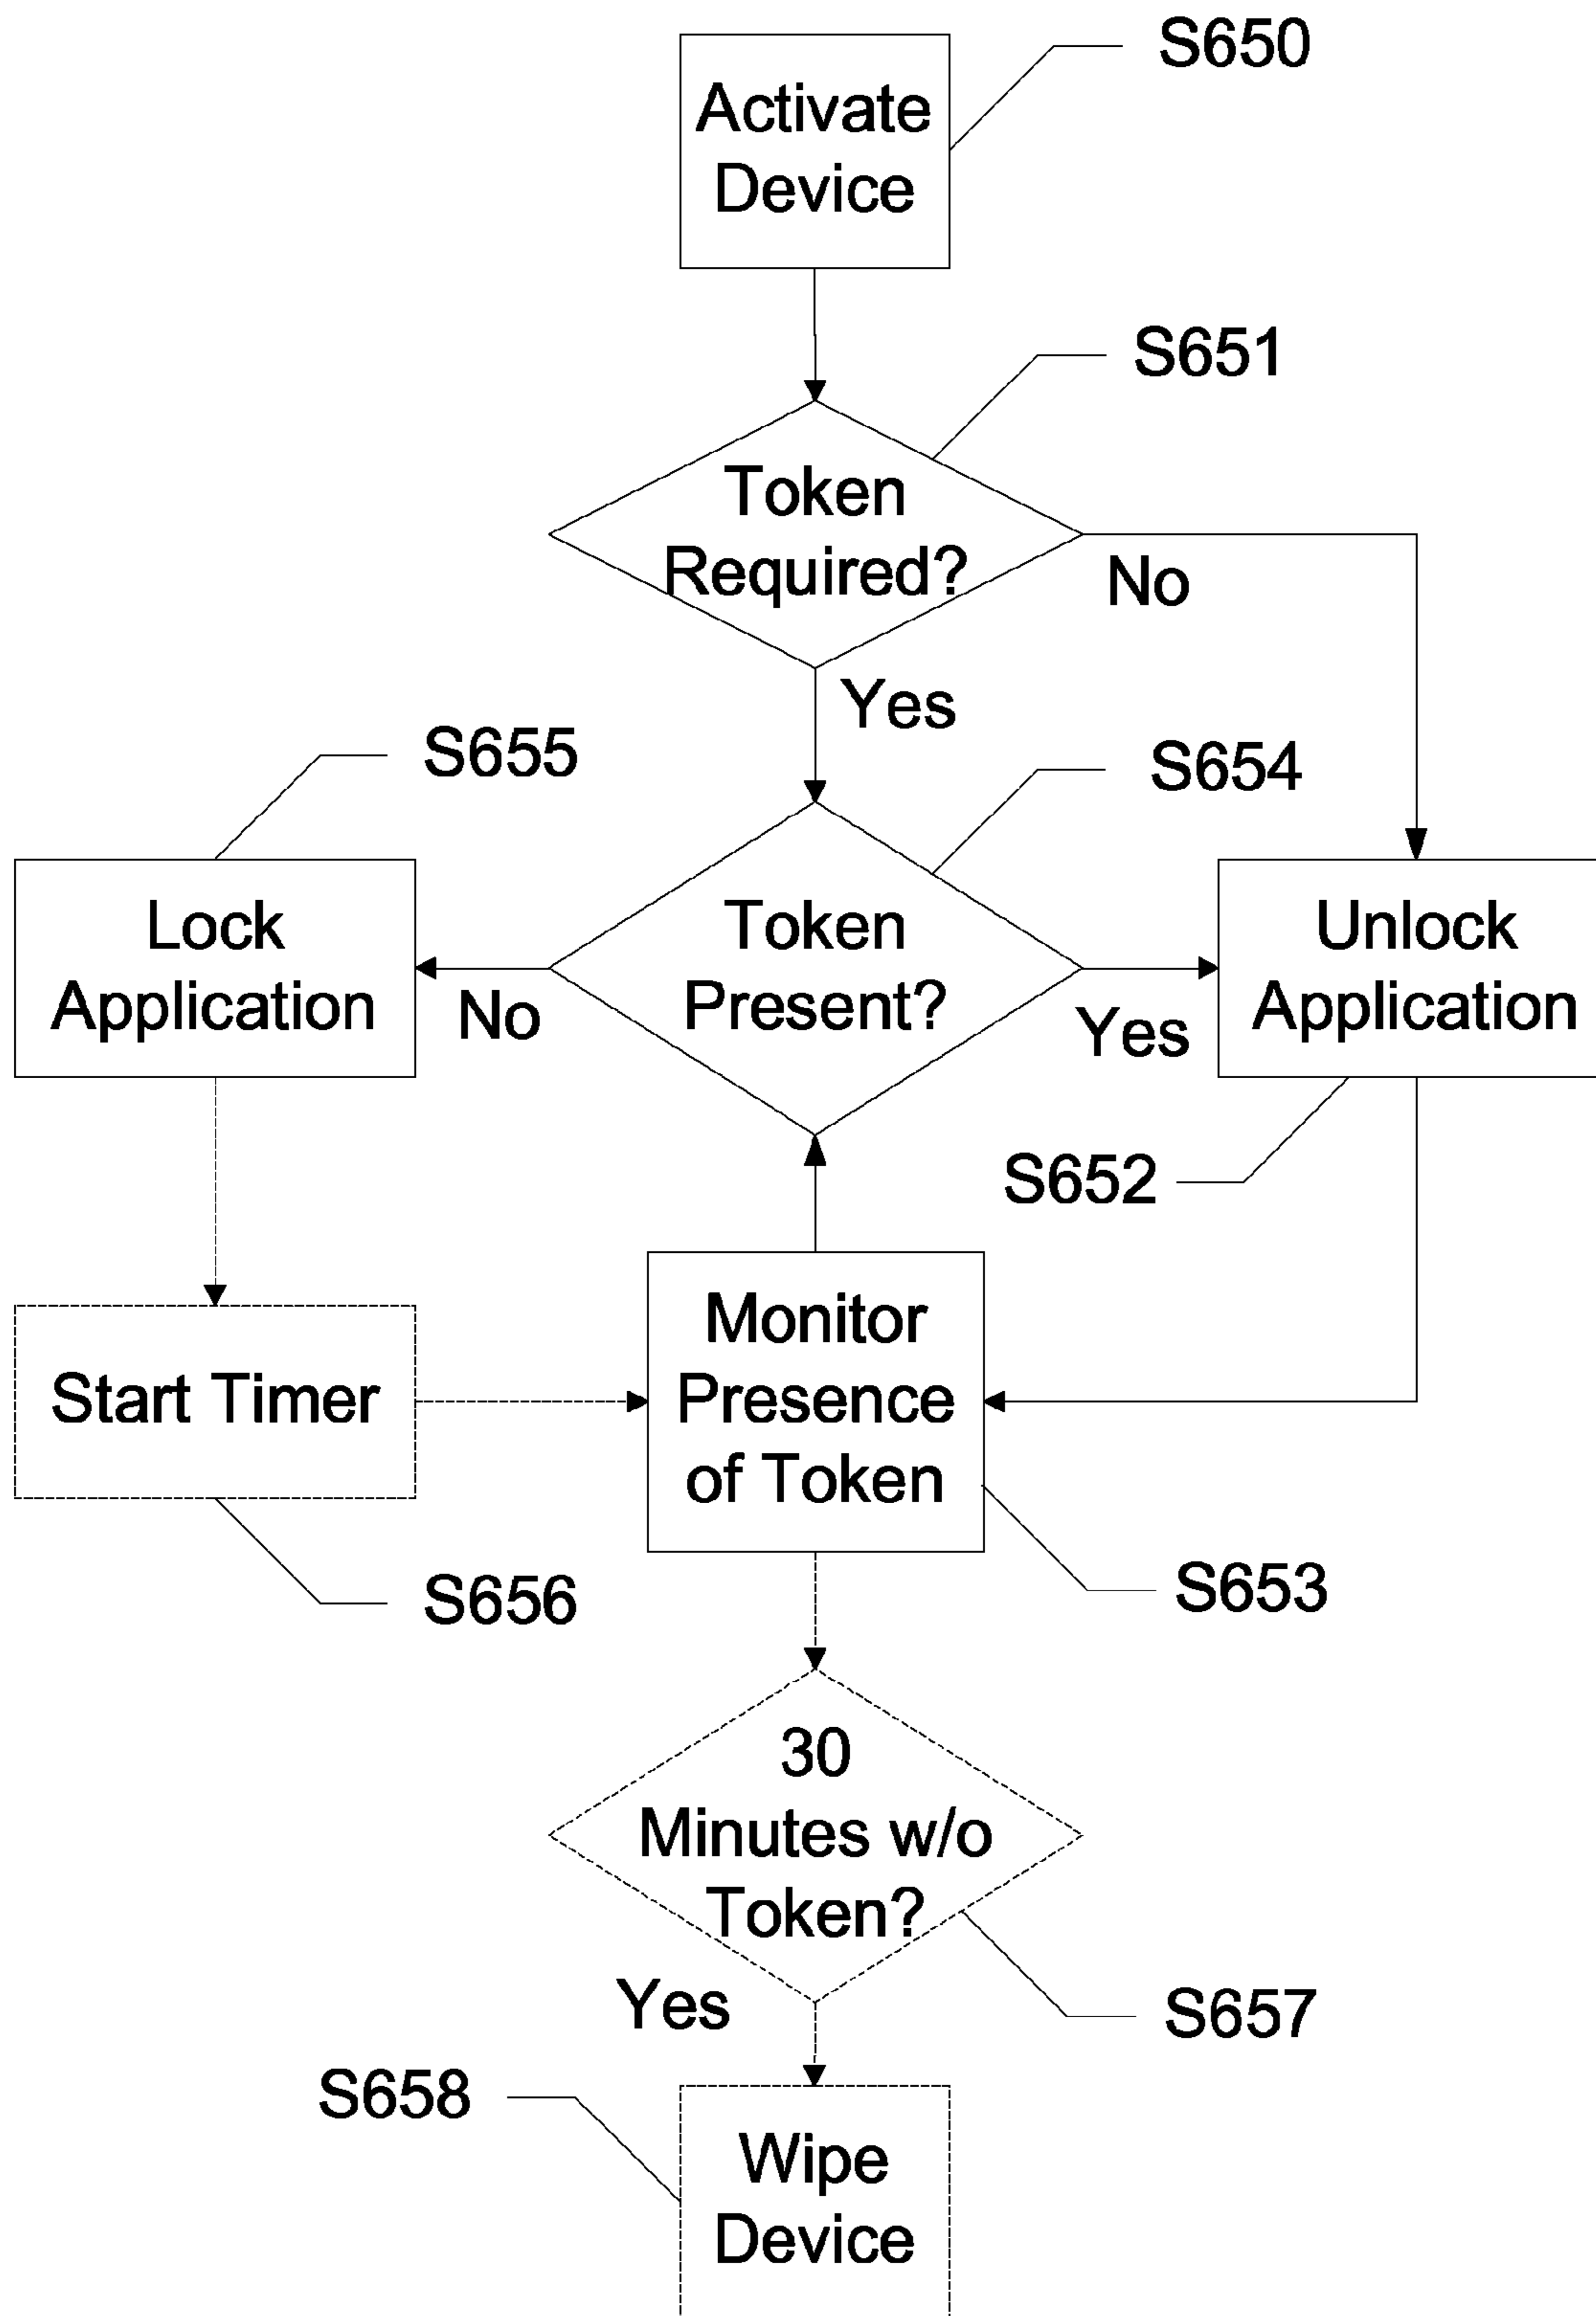 S650
Activate
Device
S651
Token
Required?
No
Yes
S655
S654
Lock
Application
No
Token
Present?
Yes
Unlock
Application
S652
Start Timer
Monitor
Presence
of Token
S656
S653
30
Minutes w/o
Token?
Yes
S657
S658
Wipe
Device